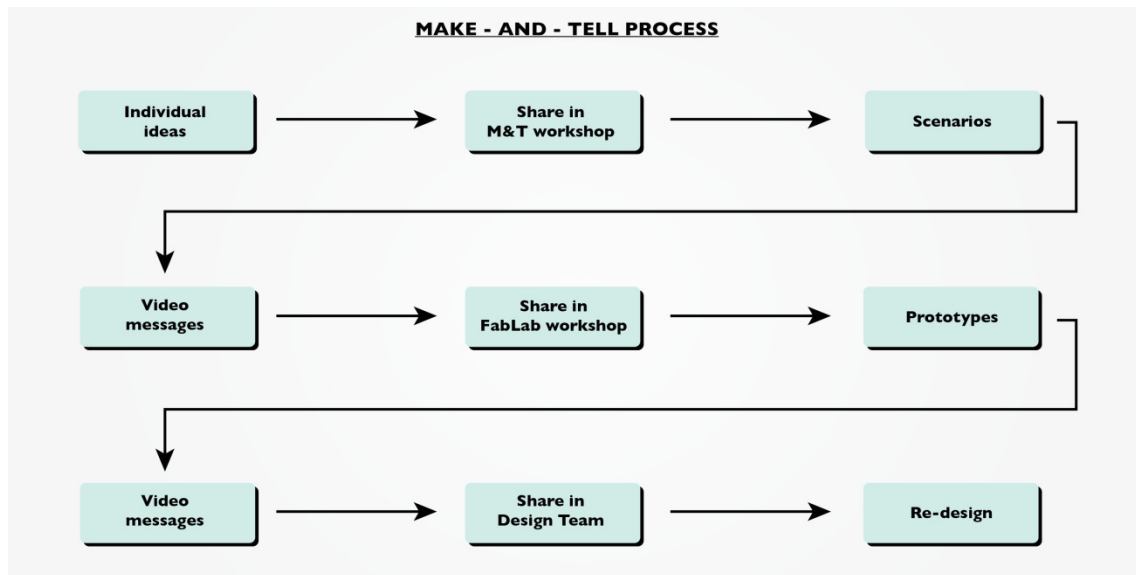 MAKE - AND - TELL PROCESS
Individual
ideas
Share in
M&T workshop
Scenarios
Video
messages
Share in
FabLab workshop
Prototypes
Video
messages
Share in
Design Team
Re-design